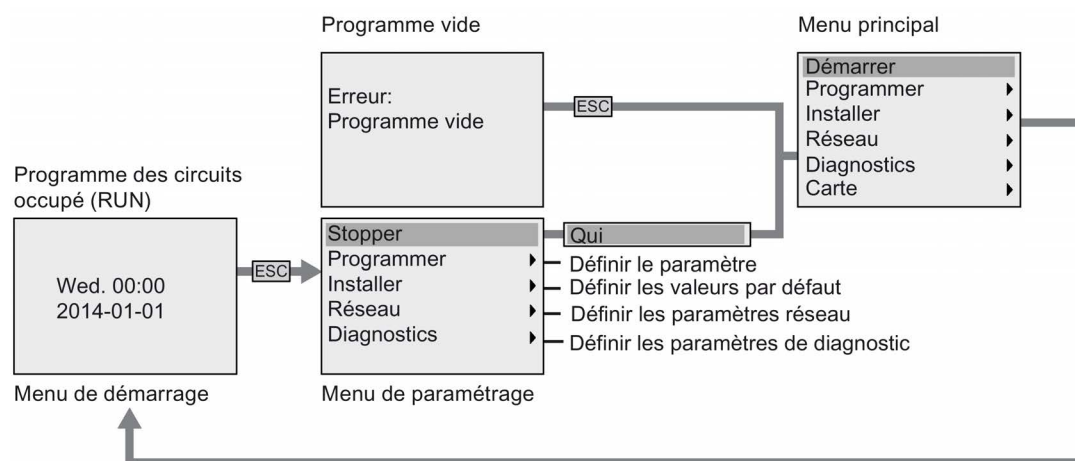 Programme vide
Menu principal
Erreur:
Programme vide
ESC
Démarrer
Programmer
Installer
Réseau
Diagnostics
Carte
Programme des circuits
occupé (RUN)
Wed. 00:00
2014-01-01
Menu de démarrage
ESC
Stopper
Programmer
Installer
Réseau
Diagnostics
Menu de paramétrage
Qui
Définir le paramètre
Définir les valeurs par défaut
Définir les paramètres réseau
Définir les paramètres de diagnostic